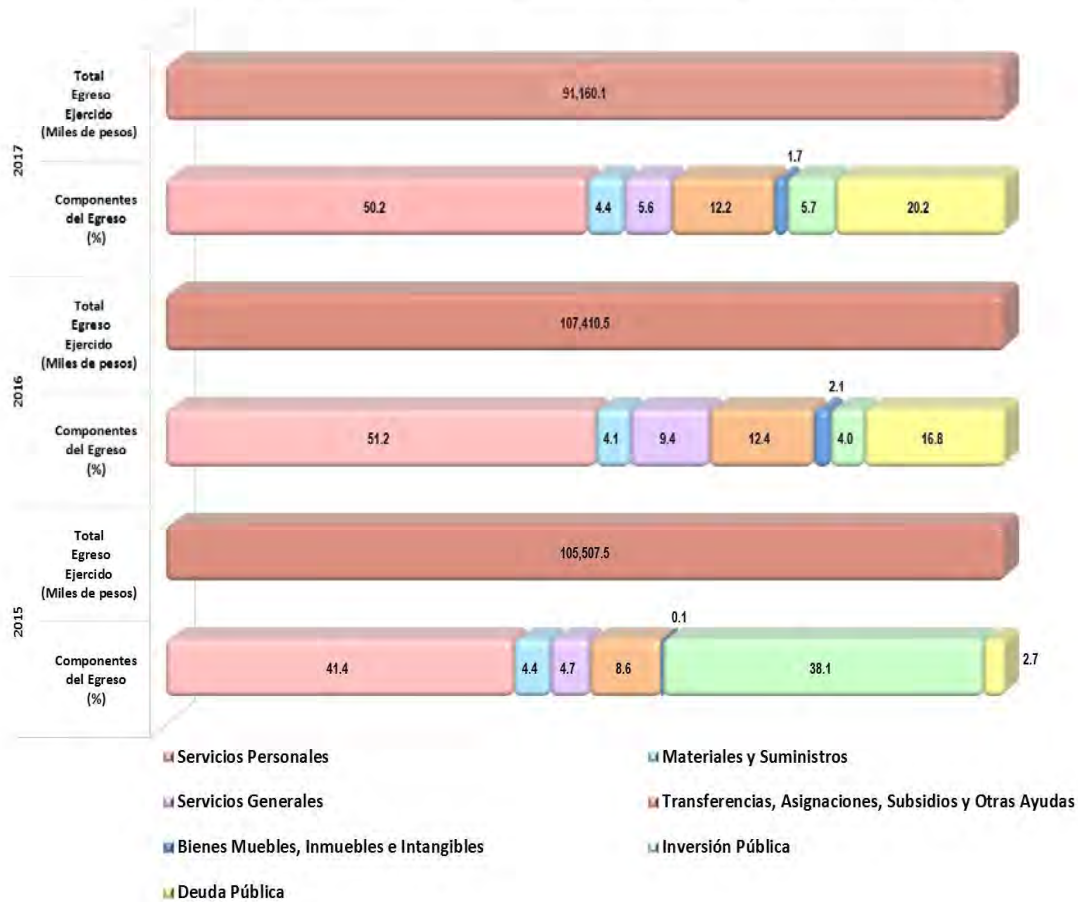 2017
Total
Egreso
Ejercido
(Miles de pesos)
91,160.1
Componentes
del Egreso
(%)
50.2
4.4
5.6
12.2
1.7
5.7
20.2
2016
Total
Egreso
Ejercido
(Miles de pesos)
107,410.5
Componentes
del Egreso
(%)
51.2
4.1
9.4
12.4
2.1
4.0
16.8
2015
Total
Egreso
Ejercido
(Miles de pesos)
105,507.5
Componentes
del Egreso
(%)
41.4
4.4
4.7
8.6
0.1
38.1
2.7
Servicios Personales
Materiales y Suministros
Servicios Generales
Transferencias, Asignaciones, Subsidios y Otras Ayudas
Bienes Muebles, Inmuebles e Intangibles
Inversión Pública
Deuda Pública